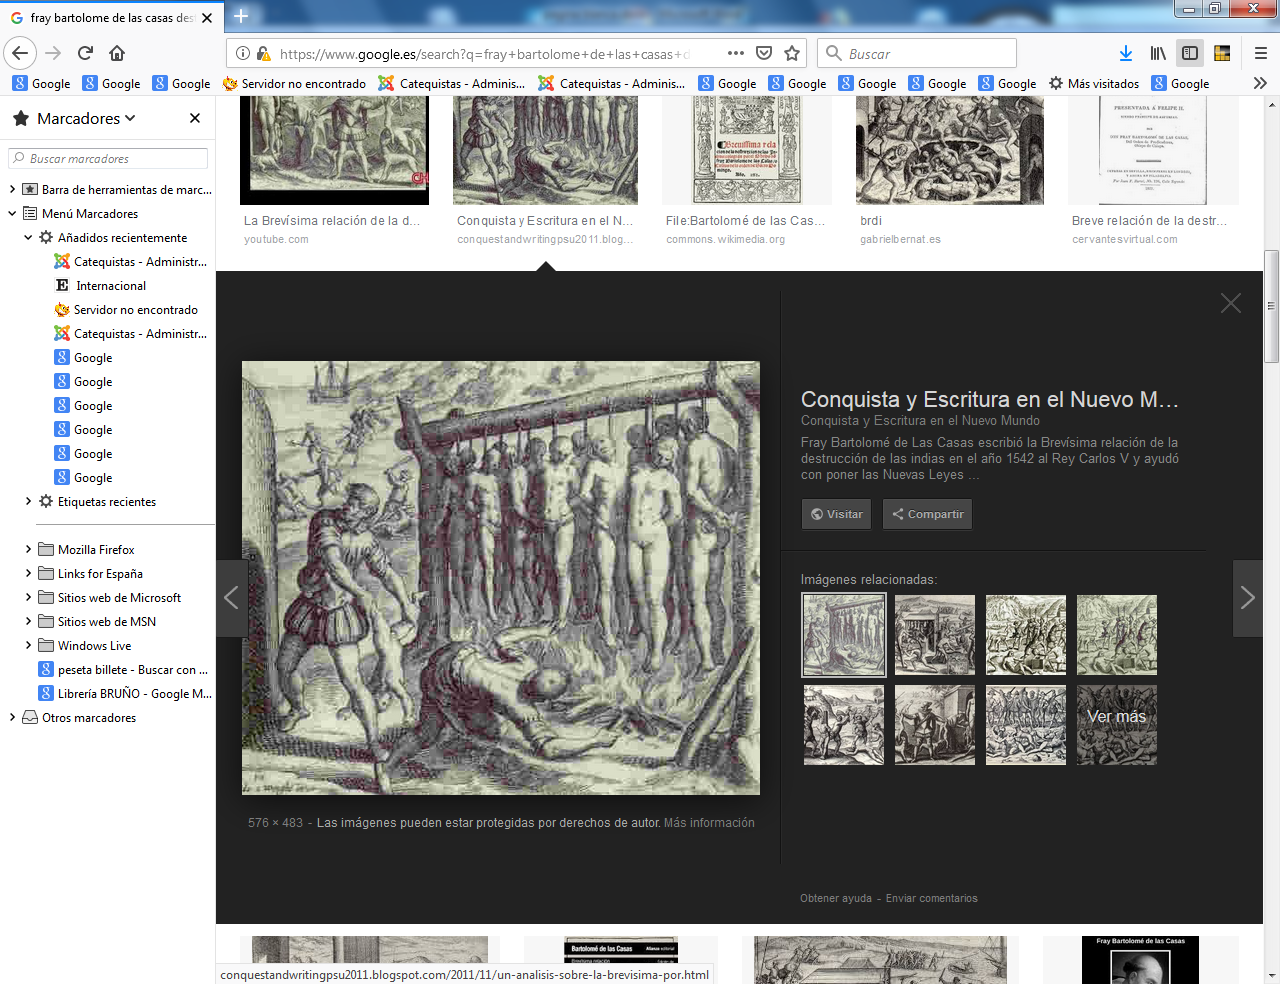 fray bartolome de las casas des
https://www.google.es/search?q=fray+bartolome+de+las+casas+d
Buscar
Google
Google
Google
Servidor no encontrado
Catequistas - Adminis...
Catequistas - Adminis...
Google
Google
Google
Google
Google
Más visitados
Google
Marcadores
Buscar marcadores
Barra de herramientas de marc...
Menú Marcadores
Añadidos recientemente
Catequistas - Administr...
E Internacional
Servidor no encontrado
Catequistas - Administr...
Google
Google
Google
Google
Google
Google
Etiquetas recientes
Mozilla Firefox
Links for España
Sitios web de Microsoft
Sitios web de MSN
Windows Live
peseta billete - Buscar con ...
Librería BRUÑO - Google M...
Otros marcadores
CH
PRESENTADA Á FELIPE II.
La Brevísima relación de la d...
youtube.com
Conquista y Escritura en el N...
conquestandwritingpsu2011.blog...
File:Bartolomé de las Cas...
commons.wikimedia.org
brdi
gabrielbernat.es
Breve relación de la destr...
cervantesvirtual.com
Conquista y Escritura en el Nuevo M...
Conquista y Escritura en el Nuevo Mundo
Fray Bartolomé de Las Casas escribió la Brevísima relación de la
destrucción de las indias en el año 1542 al Rey Carlos V y ayudó
con poner las Nuevas Leyes ...
Visitar
Compartir
Imágenes relacionadas:
Ver más
576 × 483 - Las imágenes pueden estar protegidas por derechos de autor. Más información
Obtener ayuda - Enviar comentarios
Bartolomé de las Casas
Alianza editorial
Fray Bartolomé de las Casas
conquestandwritingpsu2011.blogspot.com/2011/11/un-analisis-sobre-la-brevisima-por.html